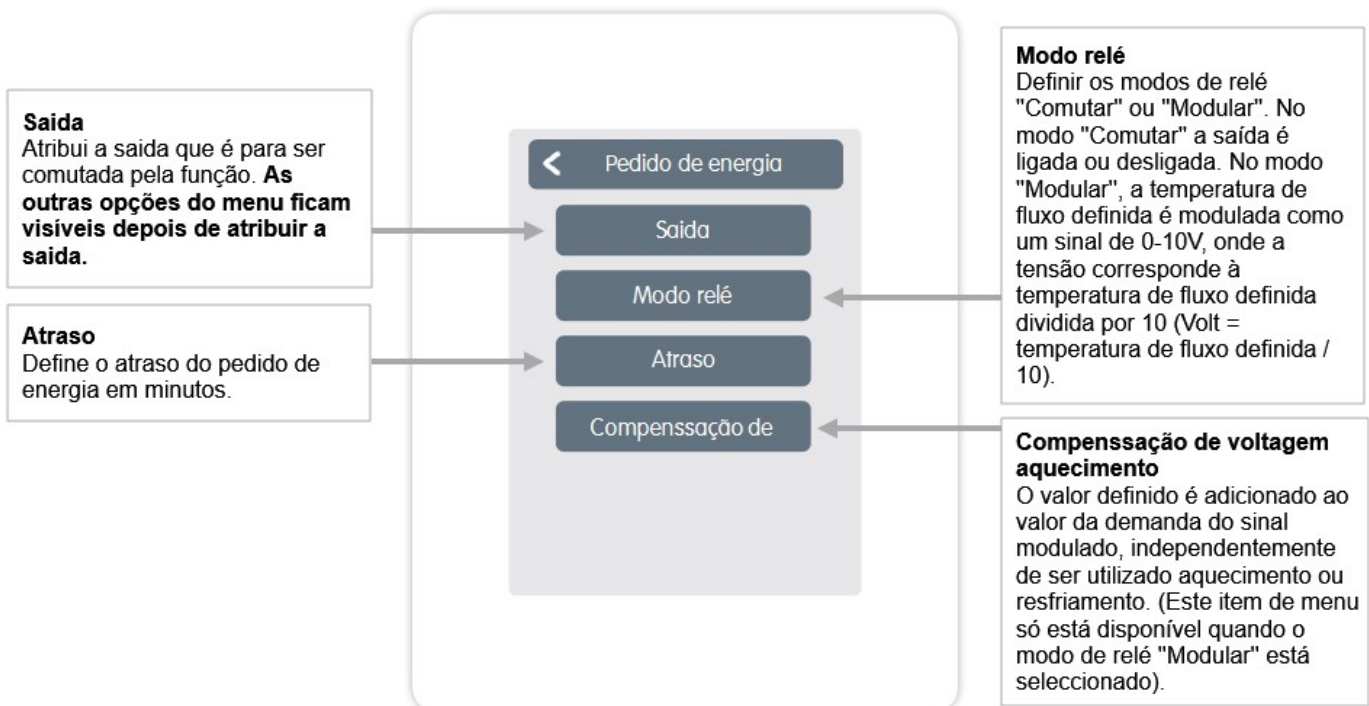 Saida
Atribui a saida que é para ser
comutada pela função. As
outras opções do menu ficam
visíveis depois de atribuir a
saida.
Atraso
Define o atraso do pedido de
energia em minutos.
Pedido de energia
Saida
Modo relé
Atraso
Compenssação de
Modo relé
Definir os modos de relé
"Comutar" ou "Modular". No
modo "Comutar" a saída é
ligada ou desligada. No modo
"Modular", a temperatura de
fluxo definida é modulada como
um sinal de 0-10V, onde a
tensão corresponde à
temperatura de fluxo definida
dividida por 10 (Volt =
temperatura de fluxo definida /
10).
Compenssação de voltagem
aquecimento
O valor definido é adicionado ao
valor da demanda do sinal
modulado, independentemente
de ser utilizado aquecimento ou
resfriamento. (Este item de menu
só está disponível quando o
modo de relé "Modular" está
seleccionado).